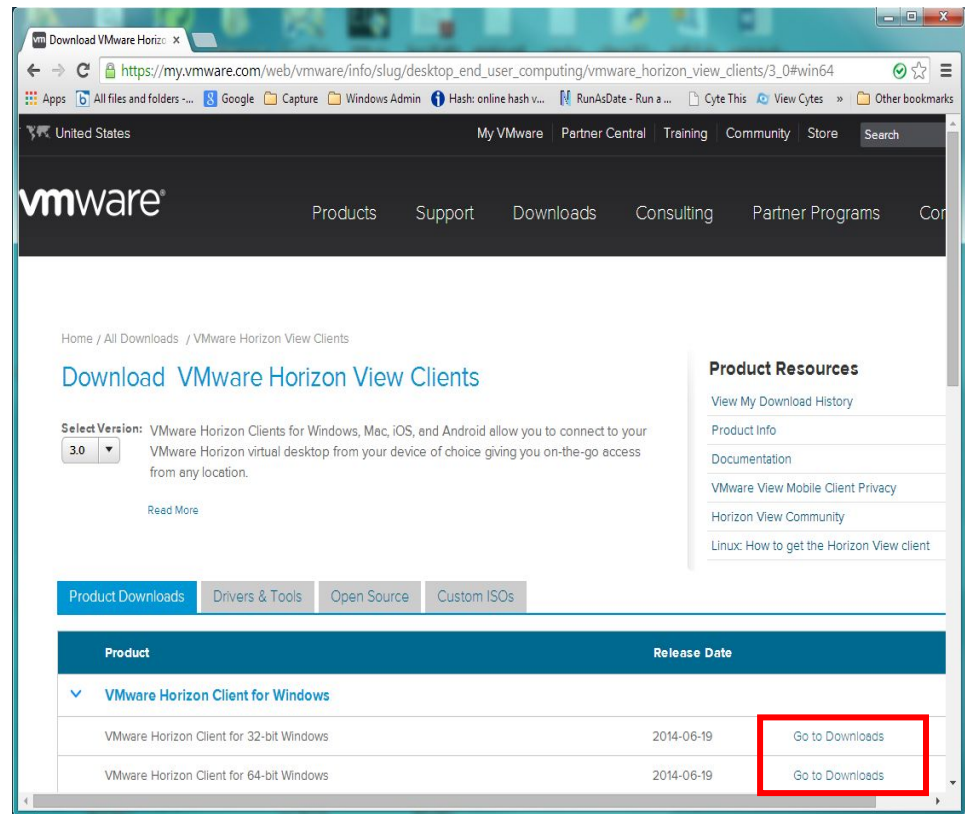 Download VMware Horizo
https://my.vmware.com/web/vmware/info/slug/desktop_end_user_computing/vmware_horizon_view_clients/3_0#win64
Apps All files and folders -... Google Capture Windows Admin Hash: online hash v... RunAsDate - Run a ... Cyte This View Cytes » Other bookmarks
United States My VMware Partner Central Training Community Store Search
vmware®
Products Support Downloads Consulting Partner Programs Cor
Home / All Downloads / VMware Horizon View Clients
Download VMware Horizon View Clients
Product Resources
View My Download History
Product Info
Documentation
VMware View Mobile Client Privacy
Horizon View Community
Linux: How to get the Horizon View client
Select Version:
3.0
VMware Horizon Clients for Windows, Mac, iOS, and Android allow you to connect to your
VMware Horizon virtual desktop from your device of choice giving you on-the-go access
from any location.
Read More
Product Downloads Drivers & Tools Open Source Custom ISOs
Product Release Date
VMware Horizon Client for Windows
VMware Horizon Client for 32-bit Windows 2014-06-19 Go to Downloads
VMware Horizon Client for 64-bit Windows 2014-06-19 Go to Downloads